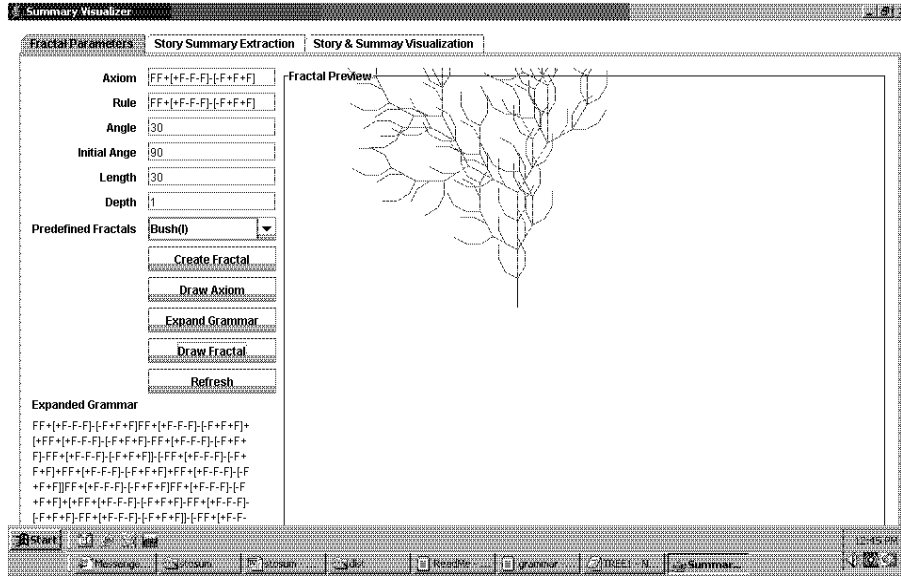 Summary Visualizer
Fractal Parameters
Story Summary Extraction
Story & Summay Visualization
Axiom
FF+[+F-F-F]-[-F+F+F]
Rule
FF+[+F-F-F]-[-F+F+F]
Angle
30
Initial Ange
90
Length
30
Depth
1
Predefined Fractals
Bush(I)
Create Fractal
Draw Axiom
Expand Grammar
Draw Fractal
Refresh
Expanded Grammar
FF+[+F-F-F]-[-F+F+F]FF+[+F-F-F]-[-F+F+F]+
[+FF+[+F-F-F]-[-F+F+F]-FF+[+F-F-F]-[-F+F+
F]-FF+[+F-F-F]-[-F+F+F]]-[-FF+[+F-F-F]-[-F+
F+F]+FF+[+F-F-F]-[-F+F+F]+FF+[+F-F-F]-[-F
+F+F]]FF+[+F-F-F]-[-F+F+F]FF+[+F-F-F]-[-F
+F+F]+[+FF+[+F-F-F]-[-F+F+F]-FF+[+F-F-F]-
[-F+F+F]-FF+[+F-F-F]-[-F+F+F]]-[-FF+[+F-F-
Fractal Preview
Start
12:45 PM
Messenge...
stosum
stosum - ...
dist
ReadMe - ...
grammar - ...
TREE1 - N...
Summar...